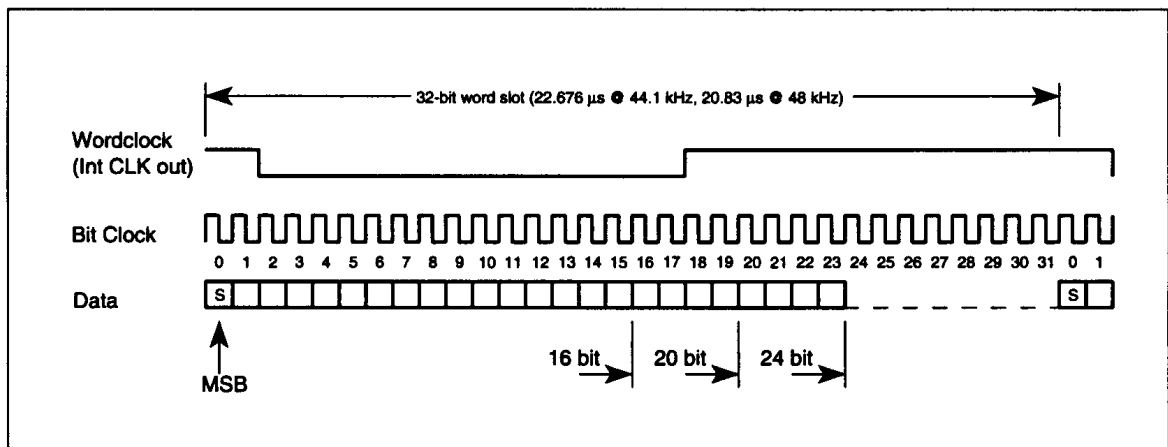 32-bit word slot (22.676 µs @ 44.1 kHz, 20.83 µs @ 48 kHz)
Wordclock
(Int CLK out)
Bit Clock
0 1 2 3 4 5 6 7 8 9 10 11 12 13 14 15 16 17 18 19 20 21 22 23 24 25 26 27 28 29 30 31 0 1
Data S S
16 bit 20 bit 24 bit
MSB